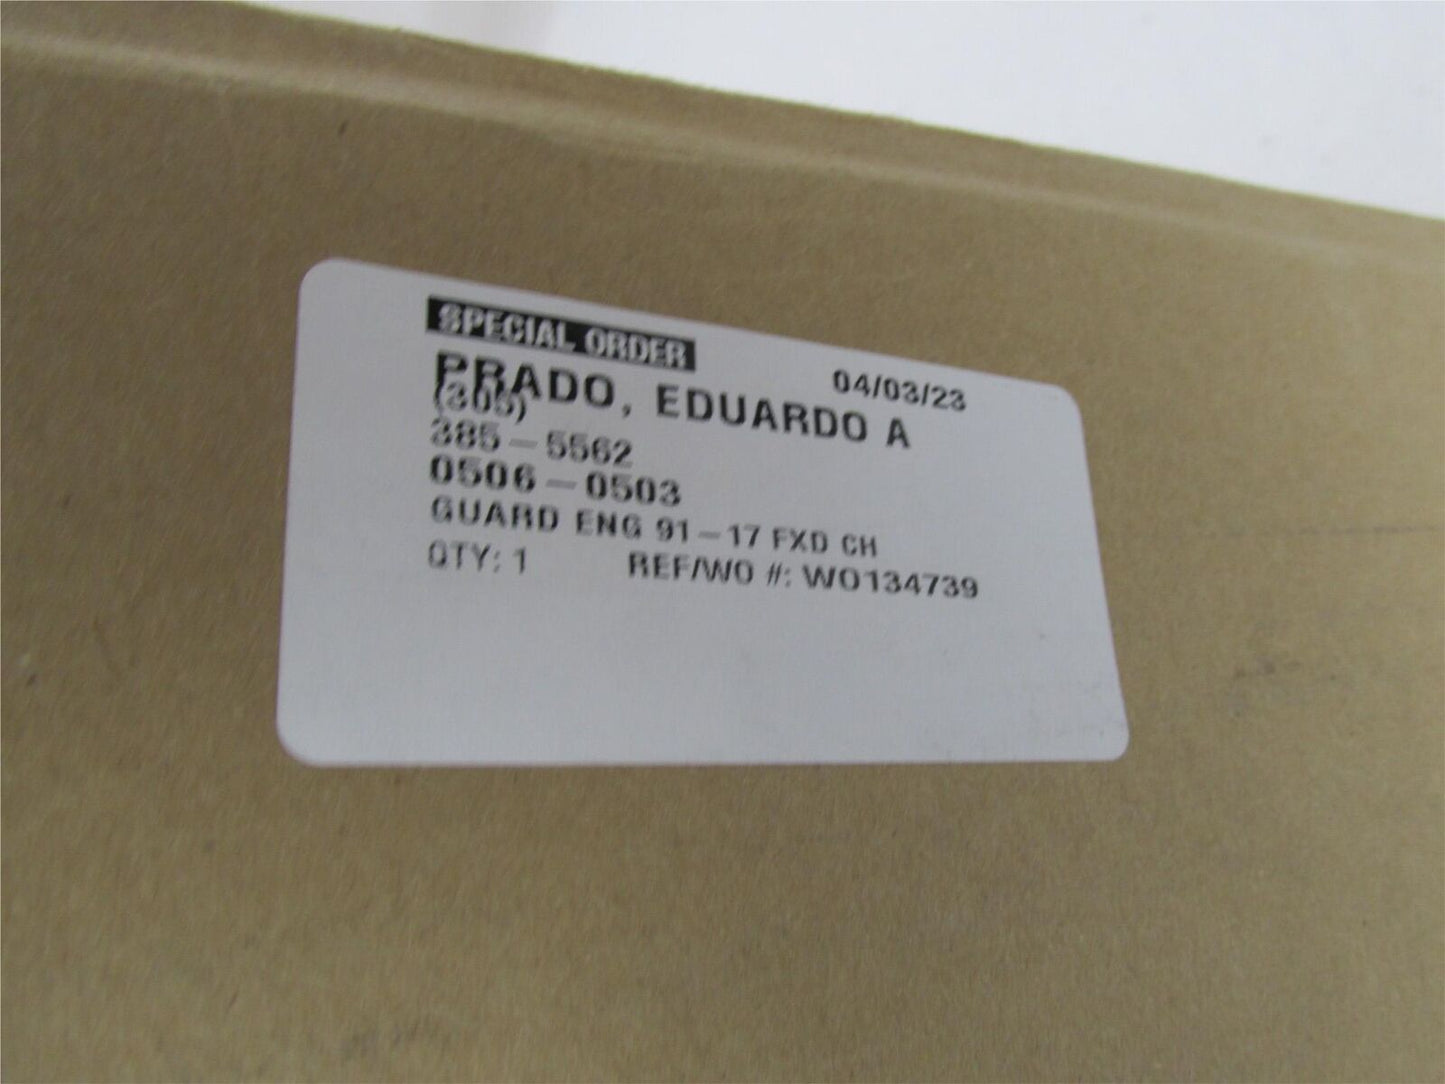 SPECIAL ORDER
04/03/23
PRADO, EDUARDO A
(305)
385-5562
0506-0503
GUARD ENG 91-17 FXD CH
QTY: 1 REF/WO #: WO134739